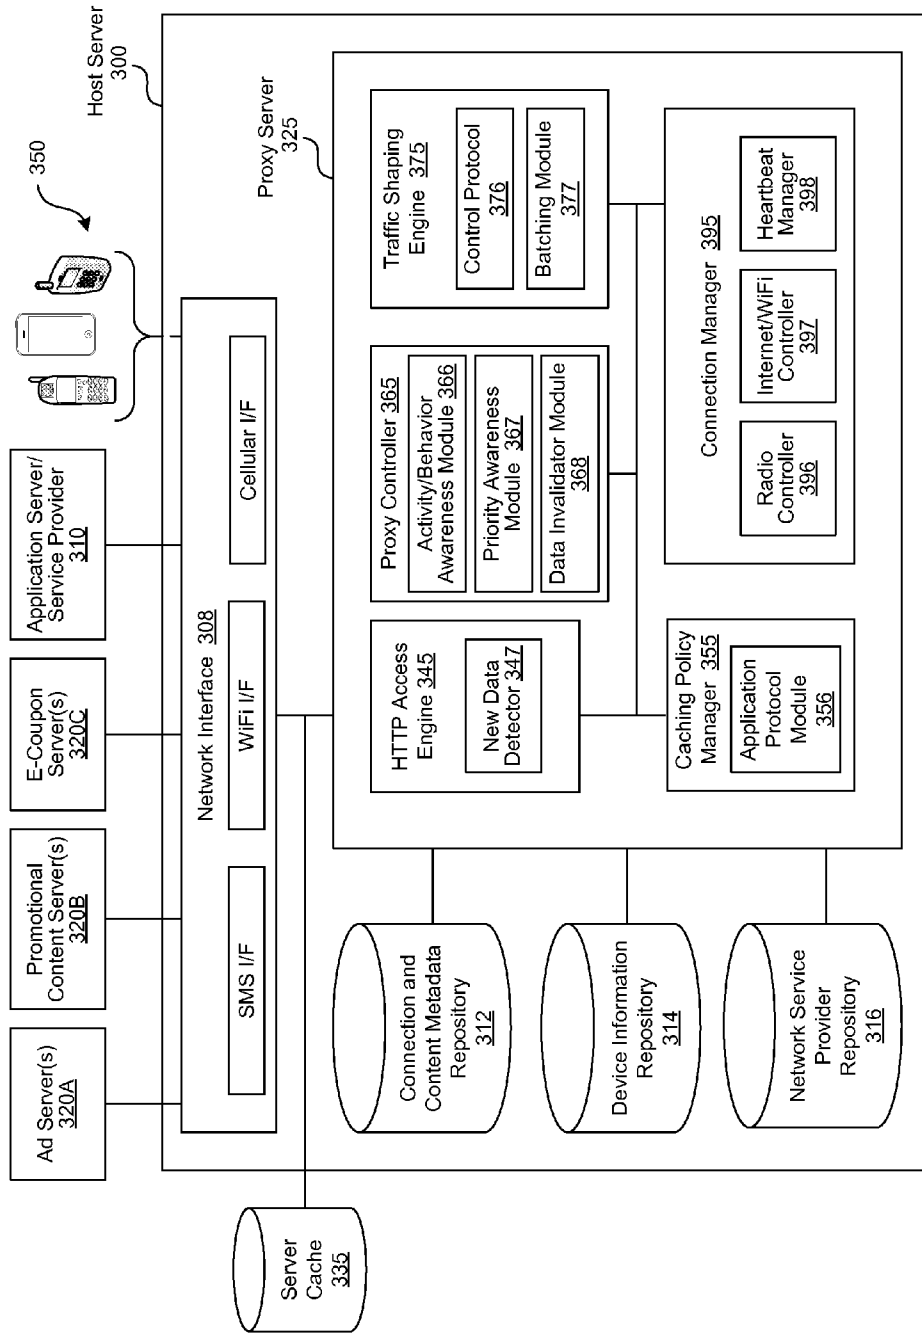 Ad Server(s)
320A
Promotional
Content Server(s)
320B
E-Coupon
Server(s)
320C
Application Server/
Service Provider
310
350
Host Server
300
Network Interface 308
SMS I/F
WiFi I/F
Cellular I/F
Server
Cache
335
Proxy Server
325
Connection and
Content Metadata
Repository
312
Device Information
Repository
314
Network Service
Provider
Repository
316
HTTP Access
Engine 345
New Data
Detector 347
Proxy Controller 365
Activity/Behavior
Awareness Module 366
Priority Awareness
Module 367
Data Invalidator Module
368
Traffic Shaping
Engine 375
Control Protocol
376
Batching Module
377
Caching Policy
Manager 355
Application
Protocol
Module
356
Connection Manager 395
Radio
Controller
396
Internet/WiFi
Controller
397
Heartbeat
Manager
398